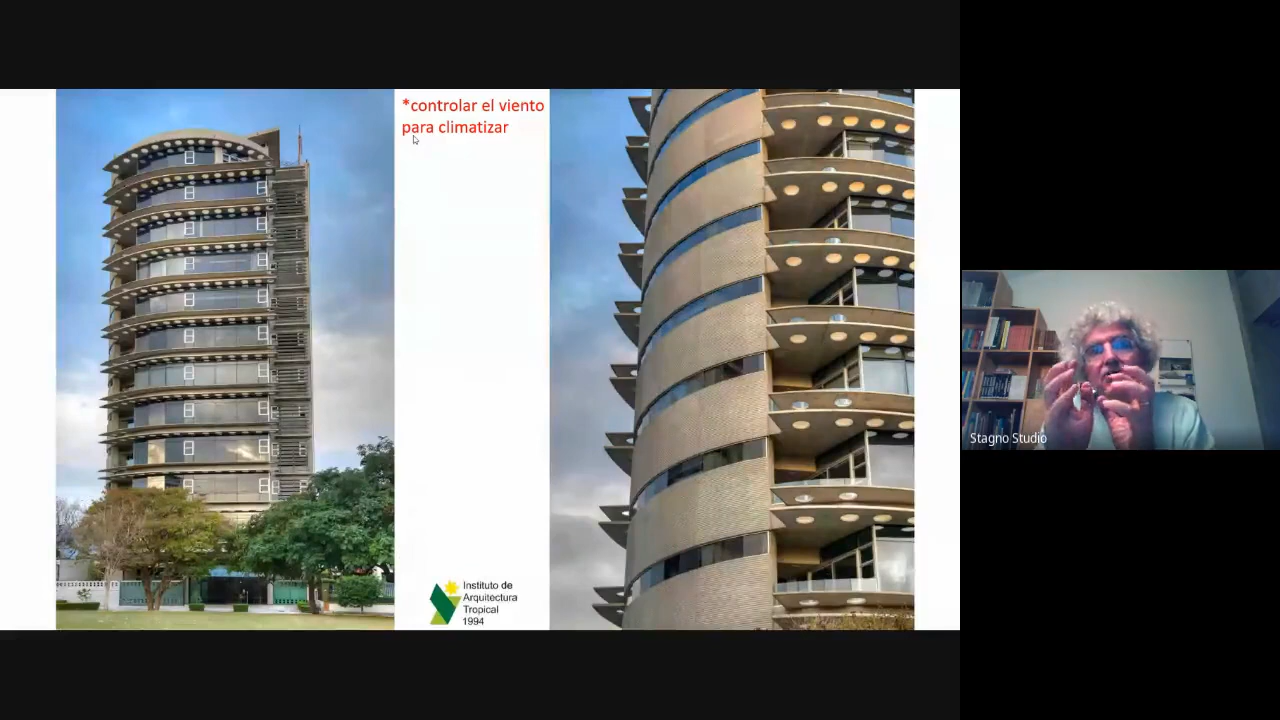 *controlar el viento
para climatizar
Instituto de
Arquitectura
Tropical
1994
Stagno Studio